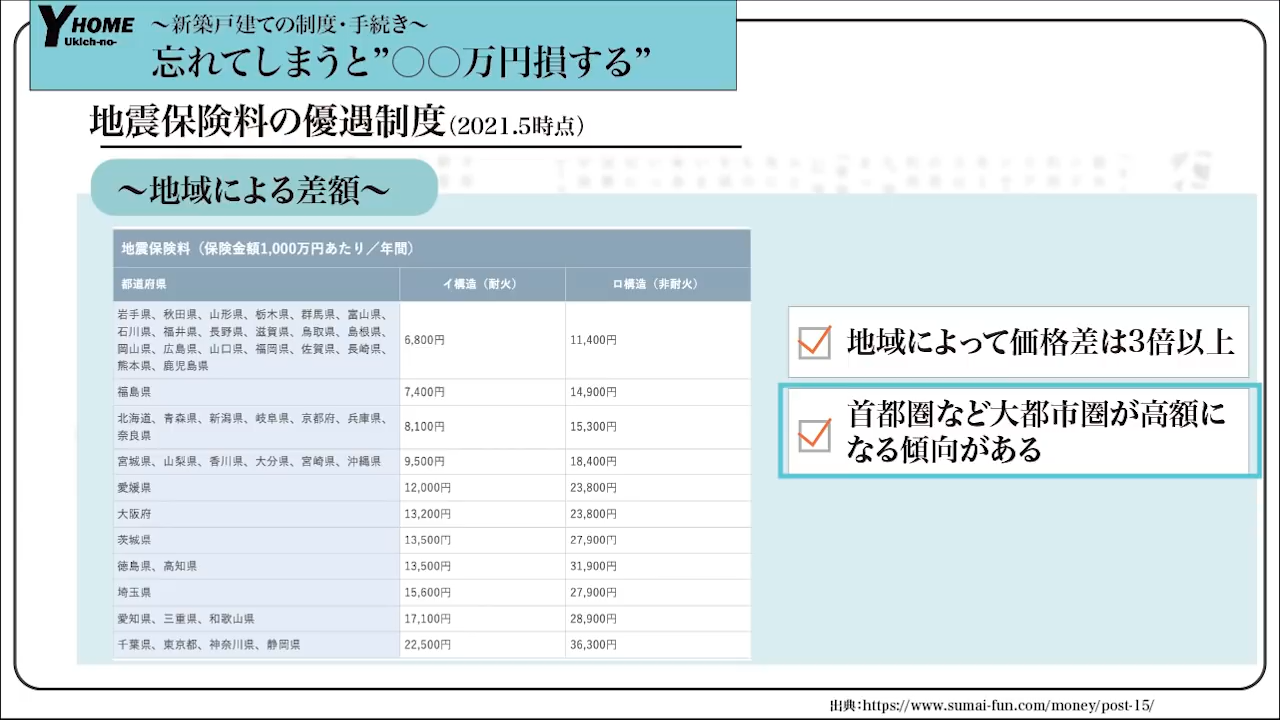 YHOME
Ukich-no-
～新築戸建ての制度・手続き～
忘れてしまうと”〇〇万円損する”
地震保険料の優遇制度(2021.5時点)
～地域による差額～
地震保険料（保険金額1,000万円あたり／年間）
都道府県 イ構造（耐火） ロ構造（非耐火）
岩手県、秋田県、山形県、栃木県、群馬県、富山県、
石川県、福井県、長野県、滋賀県、鳥取県、島根県、
岡山県、広島県、山口県、福岡県、佐賀県、長崎県、
熊本県、鹿児島県
6,800円 11,400円
福島県 7,400円 14,900円
北海道、青森県、新潟県、岐阜県、京都府、兵庫県、
奈良県
8,100円 15,300円
宮城県、山梨県、香川県、大分県、宮崎県、沖縄県 9,500円 18,400円
愛媛県 12,000円 23,800円
大阪府 13,200円 23,800円
茨城県 13,500円 27,900円
徳島県、高知県 13,500円 31,900円
埼玉県 15,600円 27,900円
愛知県、三重県、和歌山県 17,100円 28,900円
千葉県、東京都、神奈川県、静岡県 22,500円 36,300円
地域によって価格差は3倍以上
首都圏など大都市圏が高額に
なる傾向がある
出典：https://www.sumai-fun.com/money/post-15/